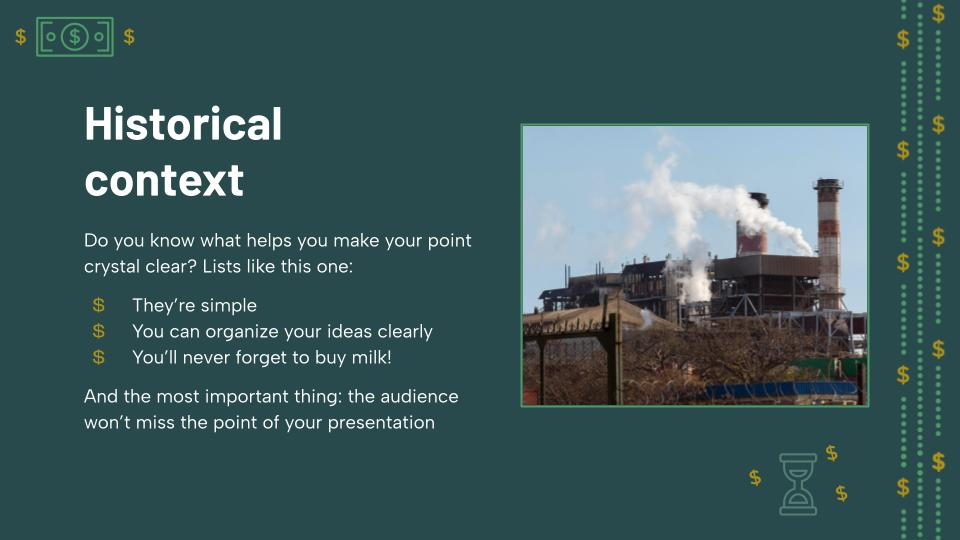 $ $ $
Historical
context
Do you know what helps you make your point
crystal clear? Lists like this one:
$ They’re simple
$ You can organize your ideas clearly
$ You’ll never forget to buy milk!
And the most important thing: the audience
won’t miss the point of your presentation
$ $ $
$ $ $ $ $
$ $ $ $ $